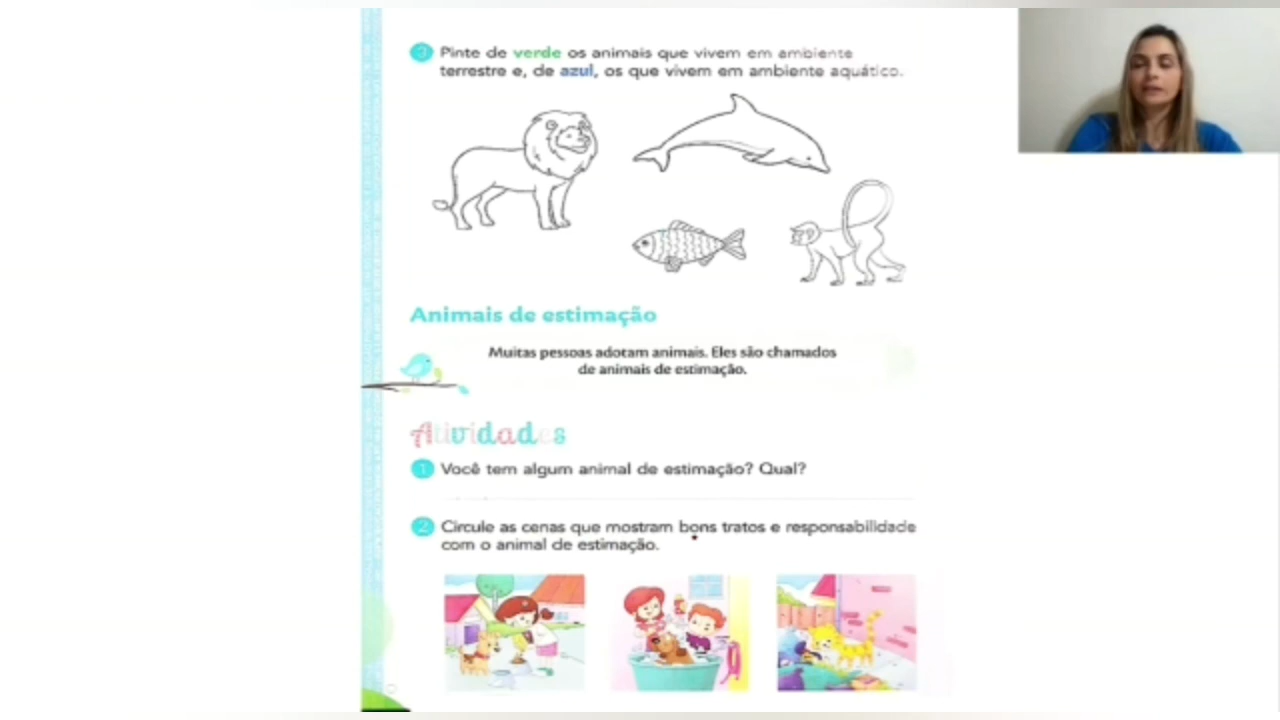 3 Pinte de verde os animais que vivem em ambiente
terrestre e, de azul, os que vivem em ambiente aquático.
Animais de estimação
Muitas pessoas adotam animais. Eles são chamados
de animais de estimação.
Atividades
1 Você tem algum animal de estimação? Qual?
2 Circule as cenas que mostram bons tratos e responsabilidade
com o animal de estimação.